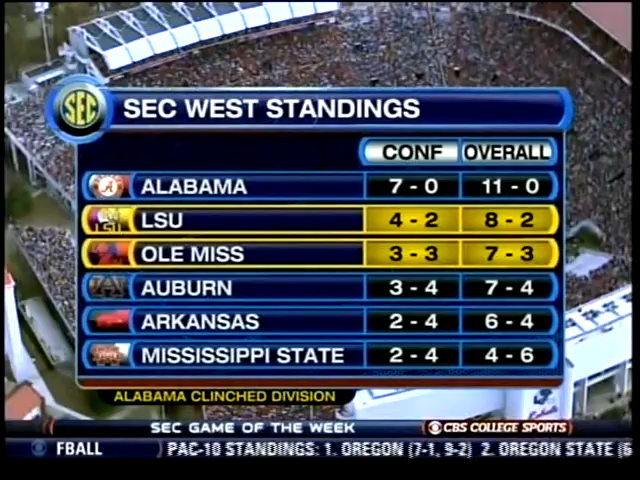 SEC
SEC WEST STANDINGS
CONF OVERALL
A ALABAMA 7 - 0 11 - 0
LSU LSU 4 - 2 8 - 2
OLE MISS 3 - 3 7 - 3
AU AUBURN 3 - 4 7 - 4
ARKANSAS 2 - 4 6 - 4
MISSISSIPPI STATE 2 - 4 4 - 6
ALABAMA CLINCHED DIVISION
SEC GAME OF THE WEEK CBS COLLEGE SPORTS
FBALL PAC-10 STANDINGS: 1. OREGON (7-1, 9-2) 2. OREGON STATE (6